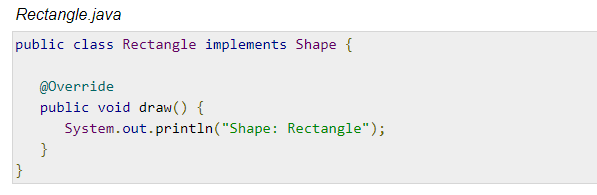 Rectangle.java
public class Rectangle implements Shape {
@Override
public void draw() {
System.out.println("Shape: Rectangle");
}
}